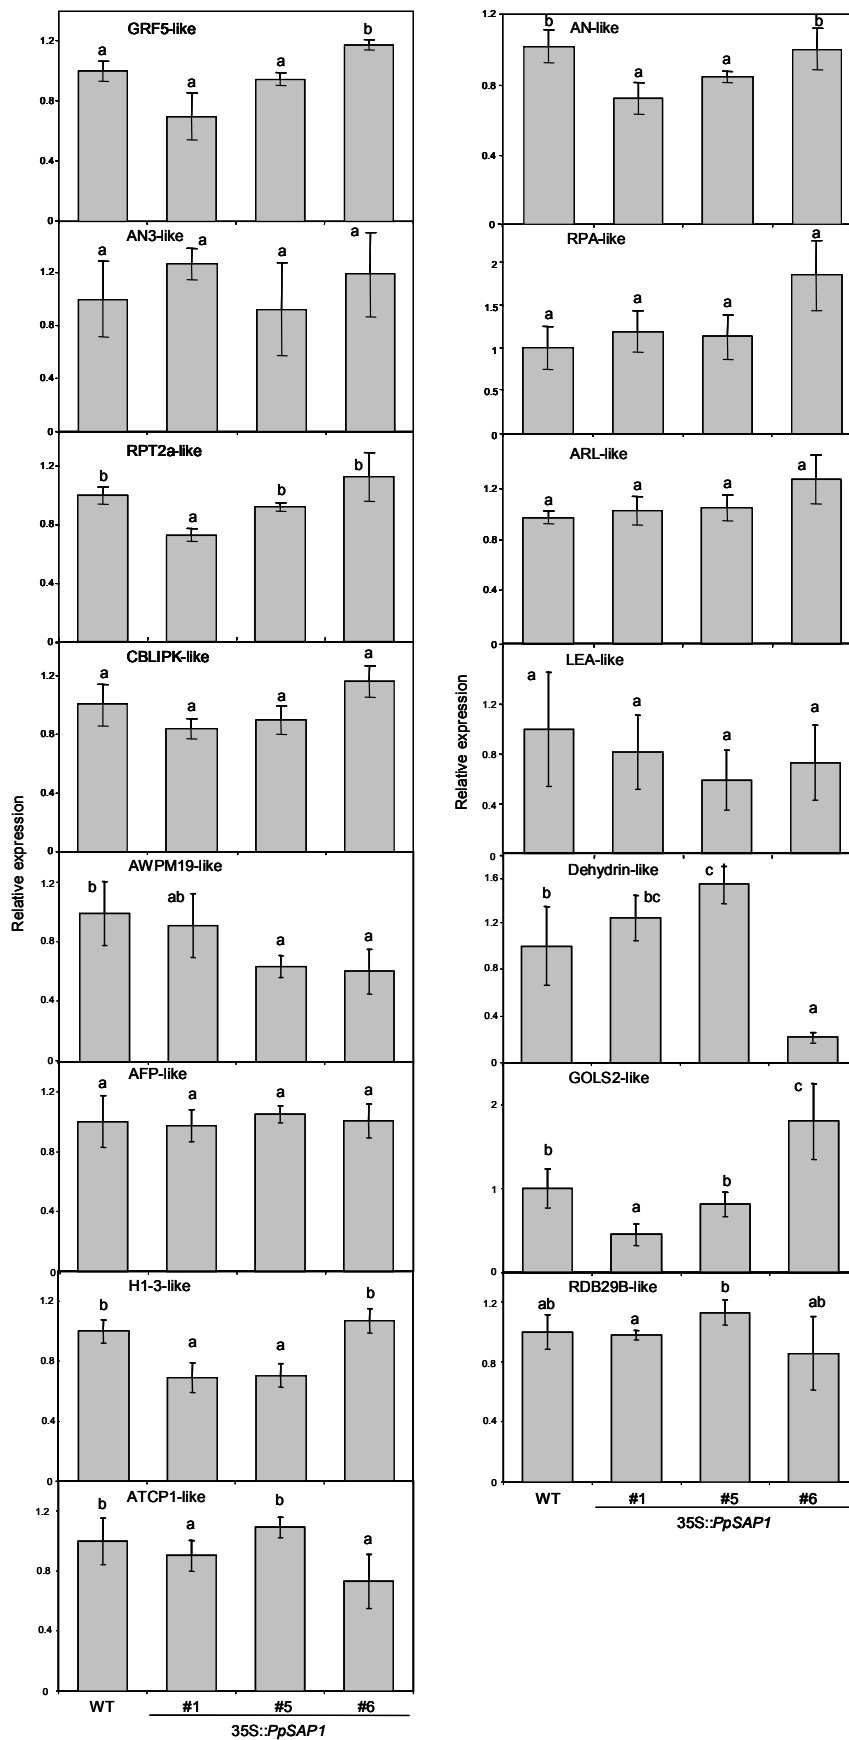 GRF5-like
1.2
0.8
0.4
0
a
a
a
b
AN3-like
1.2
0.8
0.4
0
a
a
a
a
RPT2a-like
1.2
0.8
0.4
0
b
a
b
b
CBLIPK-like
1.2
0.8
0.4
0
a
a
a
a
Relative expression
AWPM19-like
1.2
0.8
0.4
0
b
ab
a
a
AFP-like
1.2
0.8
0.4
0
a
a
a
a
H1-3-like
1.2
0.8
0.4
0
b
a
a
b
ATCP1-like
1.2
0.8
0.4
0
b
a
b
a
WT #1 #5 #6
35S::PpSAP1
AN-like
1.2
0.8
0.4
0
b
a
a
b
RPA-like
2
1.5
1
0.5
0
a
a
a
a
ARL-like
1.2
0.8
0.4
0
a
a
a
a
LEA-like
1.2
0.8
0.4
0
a
a
a
a
Relative expression
Dehydrin-like
1.6
1.2
0.8
0.4
0
b
bc
c
a
GOLS2-like
2
1
0
b
a
b
c
RDB29B-like
1.2
0.8
0.4
0
ab
a
b
ab
WT #1 #5 #6
35S::PpSAP1